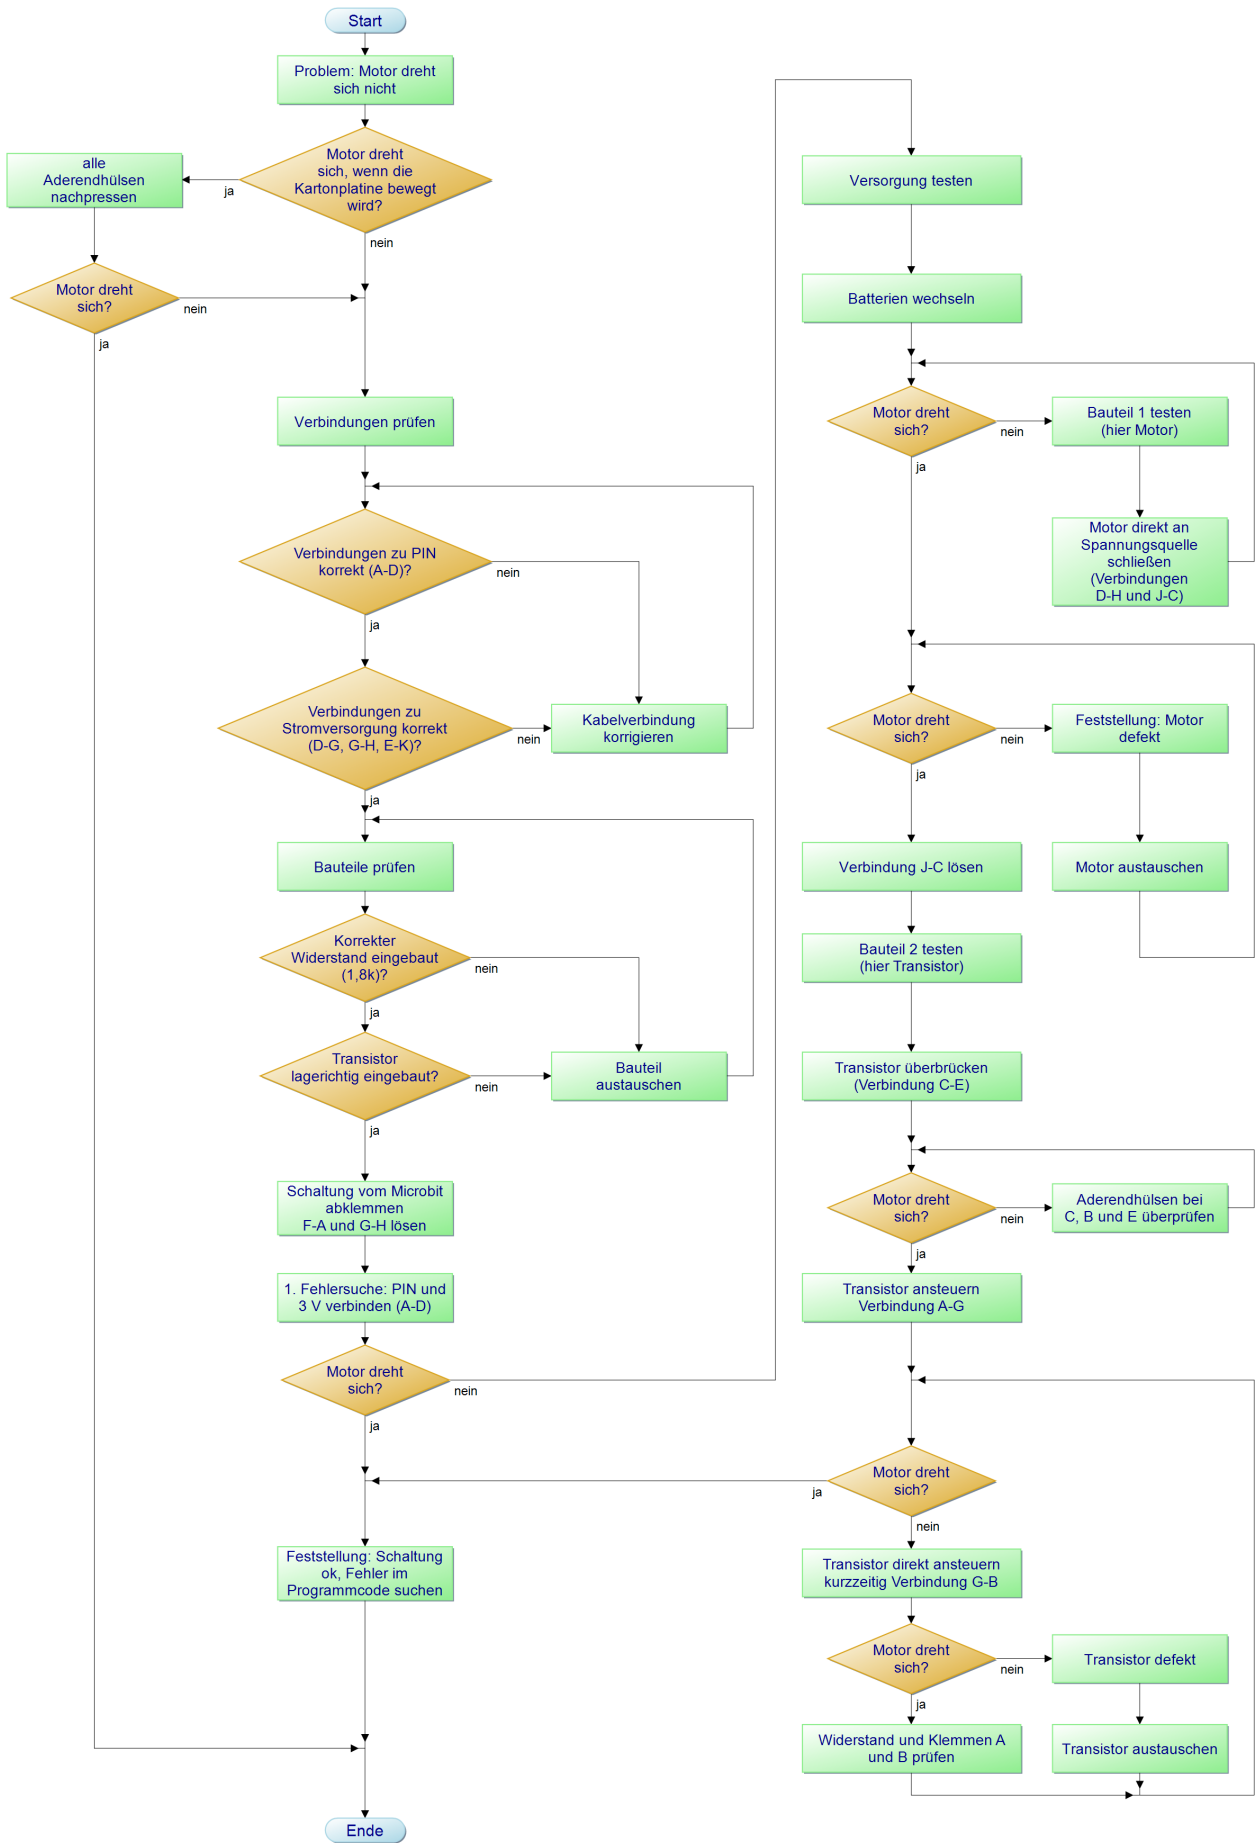 Start
Problem: Motor dreht
sich nicht
Motor dreht
sich, wenn die
Kartonplatine bewegt
wird?
ja
nein
alle
Aderendhülsen
nachpressen
Motor dreht
sich?
nein
ja
Verbindungen prüfen
Verbindungen zu PIN
korrekt (A-D)?
nein
ja
Verbindungen zu
Stromversorgung korrekt
(D-G, G-H, E-K)?
nein
ja
Kabelverbindung
korrigieren
Bauteile prüfen
Korrekter
Widerstand eingebaut
(1,8k)?
nein
ja
Transistor
lagerichtig eingebaut?
nein
ja
Bauteil
austauschen
Schaltung vom Microbit
abklemmen
F-A und G-H lösen
1. Fehlersuche: PIN und
3 V verbinden (A-D)
Motor dreht
sich?
nein
ja
Feststellung: Schaltung
ok, Fehler im
Programmcode suchen
Ende
Versorgung testen
Batterien wechseln
Motor dreht
sich?
nein
ja
Bauteil 1 testen
(hier Motor)
Motor direkt an
Spannungsquelle
schließen
(Verbindungen
D-H und J-C)
Motor dreht
sich?
nein
ja
Feststellung: Motor
defekt
Motor austauschen
Verbindung J-C lösen
Bauteil 2 testen
(hier Transistor)
Transistor überbrücken
(Verbindung C-E)
Motor dreht
sich?
nein
ja
Aderendhülsen bei
C, B und E überprüfen
Transistor ansteuern
Verbindung A-G
Motor dreht
sich?
ja
nein
Transistor direkt ansteuern
kurzzeitig Verbindung G-B
Motor dreht
sich?
nein
ja
Transistor defekt
Transistor austauschen
Widerstand und Klemmen A
und B prüfen